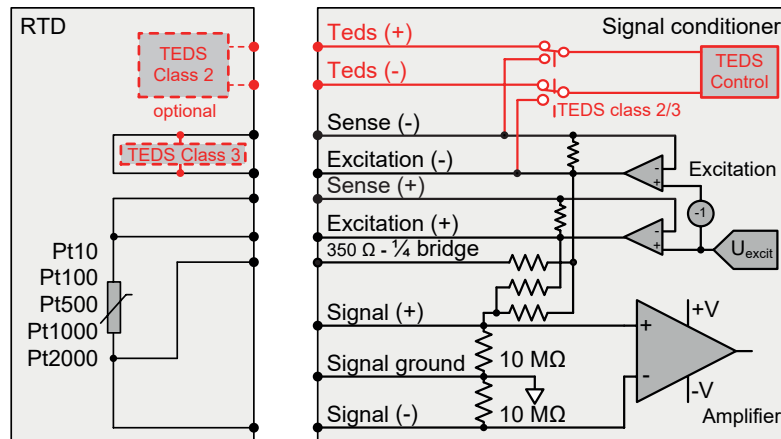 RTD
TEDS
Class 2
optional
TEDS Class 3
Pt10
Pt100
Pt500
Pt1000
Pt2000
Signal conditioner
Teds (+)
Teds (-)
TEDS
Control
TEDS class 2/3
Sense (-)
Excitation (-)
Sense (+)
Excitation (+)
350 Ω - ¼ bridge
Excitation
-
+
-1
-
+
Uexcit
Signal (+)
Signal ground
Signal (-)
10 MΩ
10 MΩ
+
-
+V
-V
Amplifier